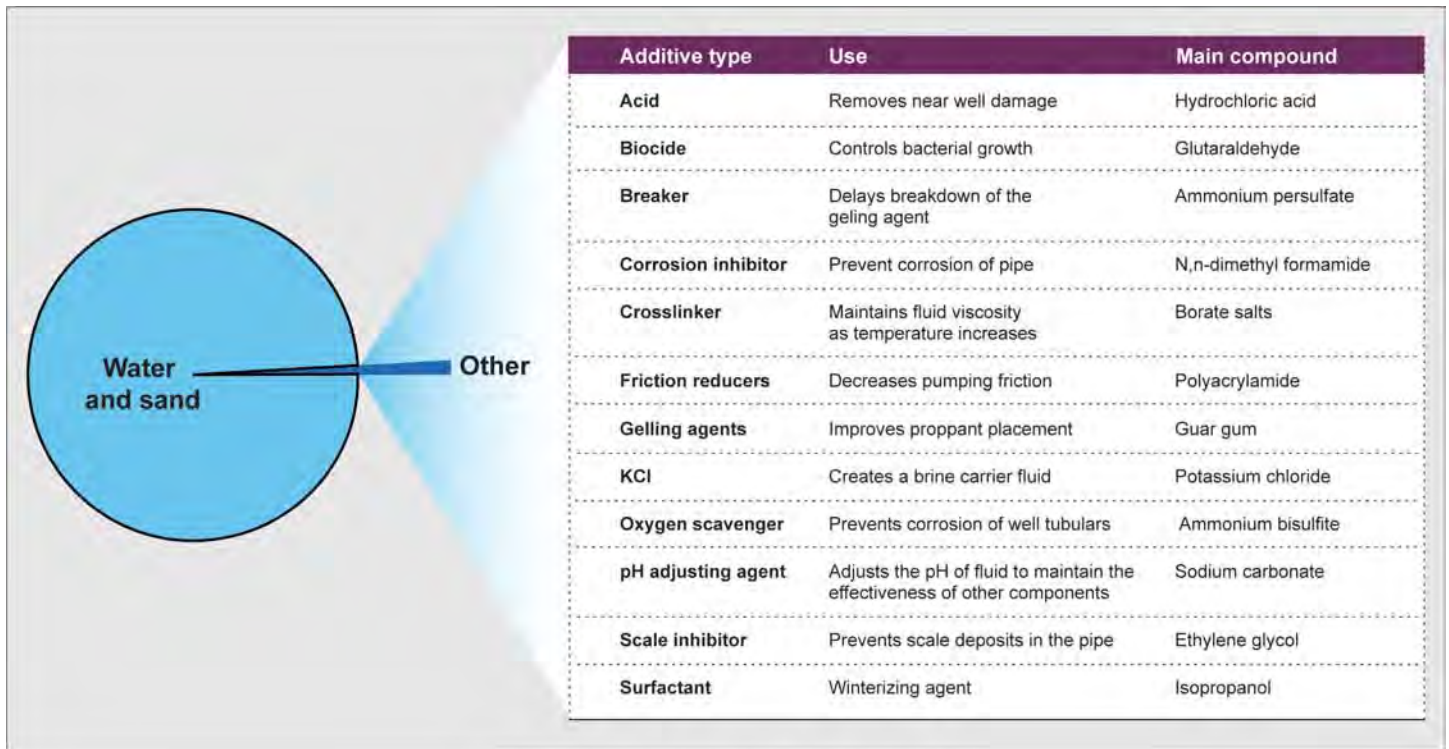 Water
and sand
Other
Additive type Use Main compound
Acid Removes near well damage Hydrochloric acid
Biocide Controls bacterial growth Glutaraldehyde
Breaker Delays breakdown of the Ammonium persulfate
geling agent
Corrosion inhibitor Prevent corrosion of pipe N,n-dimethyl formamide
Crosslinker Maintains fluid viscosity Borate salts
as temperature increases
Friction reducers Decreases pumping friction Polyacrylamide
Gelling agents Improves proppant placement Guar gum
KCl Creates a brine carrier fluid Potassium chloride
Oxygen scavenger Prevents corrosion of well tubulars Ammonium bisulfite
pH adjusting agent Adjusts the pH of fluid to maintain the Sodium carbonate
effectiveness of other components
Scale inhibitor Prevents scale deposits in the pipe Ethylene glycol
Surfactant Winterizing agent Isopropanol